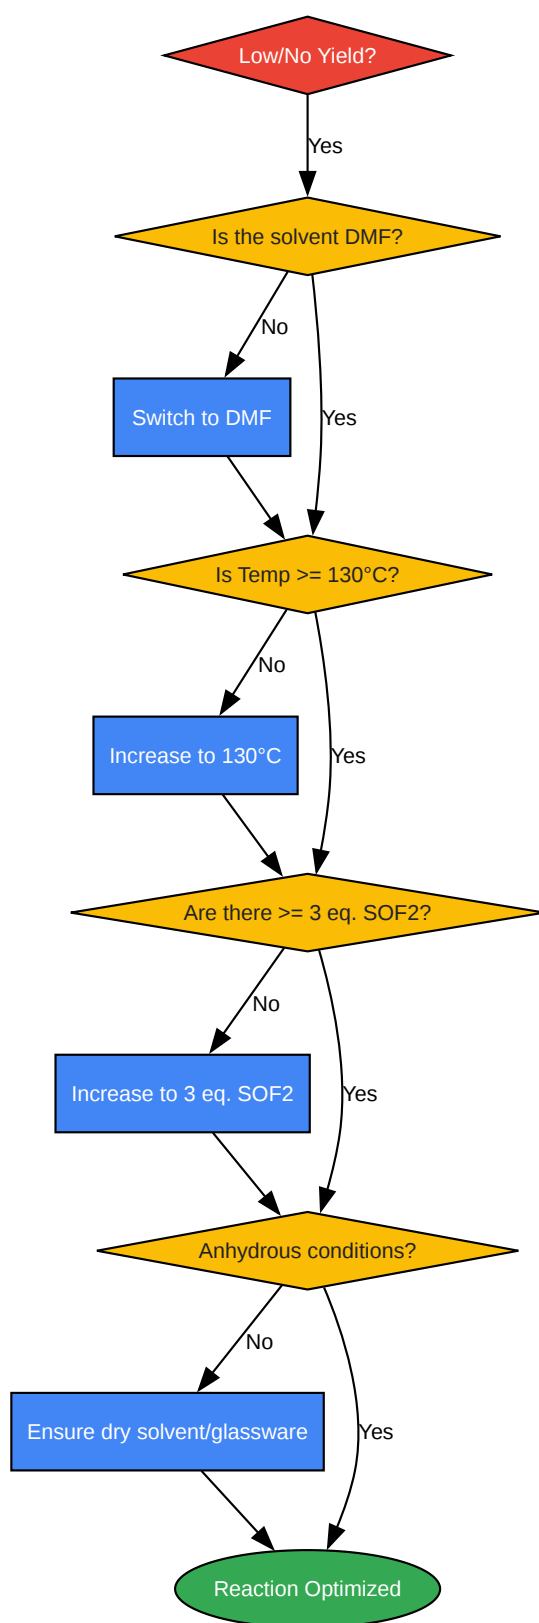 Low/No Yield?
Yes
Is the solvent DMF?
No
Switch to DMF
Yes
Is Temp >= 130°C?
No
Increase to 130°C
Yes
Are there >= 3 eq. SOF2?
No
Increase to 3 eq. SOF2
Yes
Anhydrous conditions?
No
Ensure dry solvent/glassware
Yes
Reaction Optimized